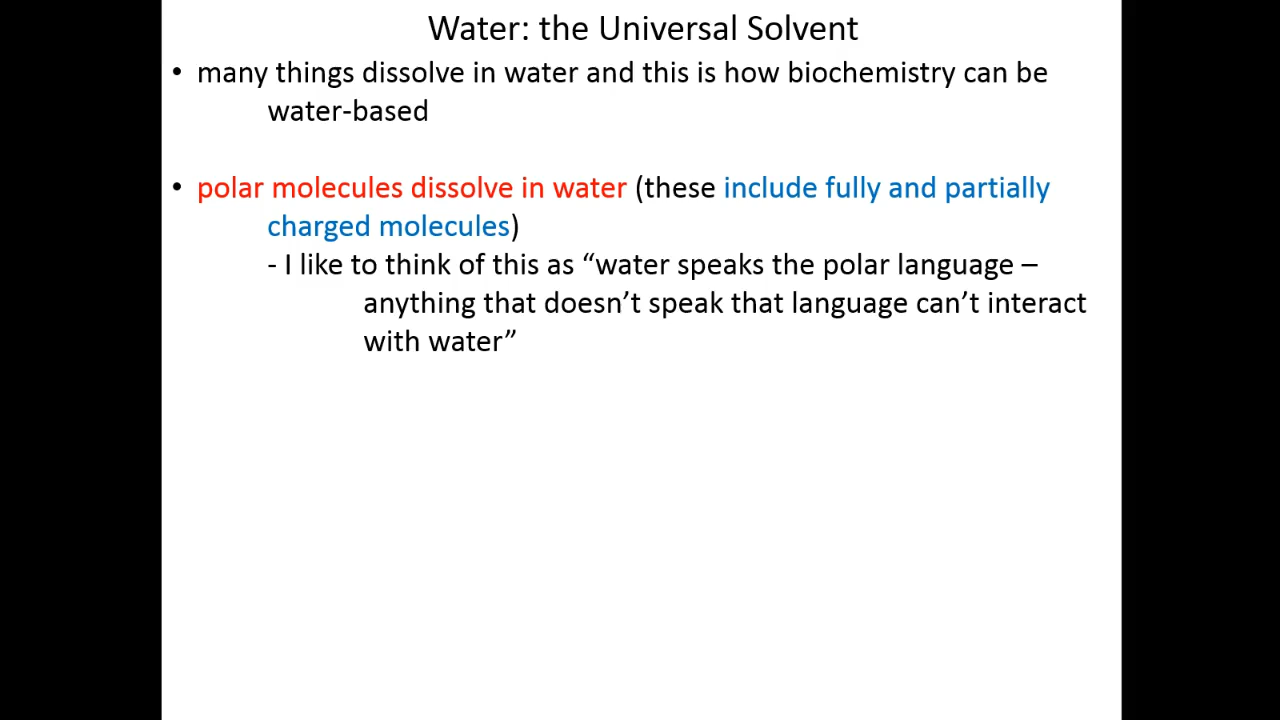 Water: the Universal Solvent
• many things dissolve in water and this is how biochemistry can be
water-based
• polar molecules dissolve in water (these include fully and partially
charged molecules)
- I like to think of this as “water speaks the polar language –
anything that doesn’t speak that language can’t interact
with water”